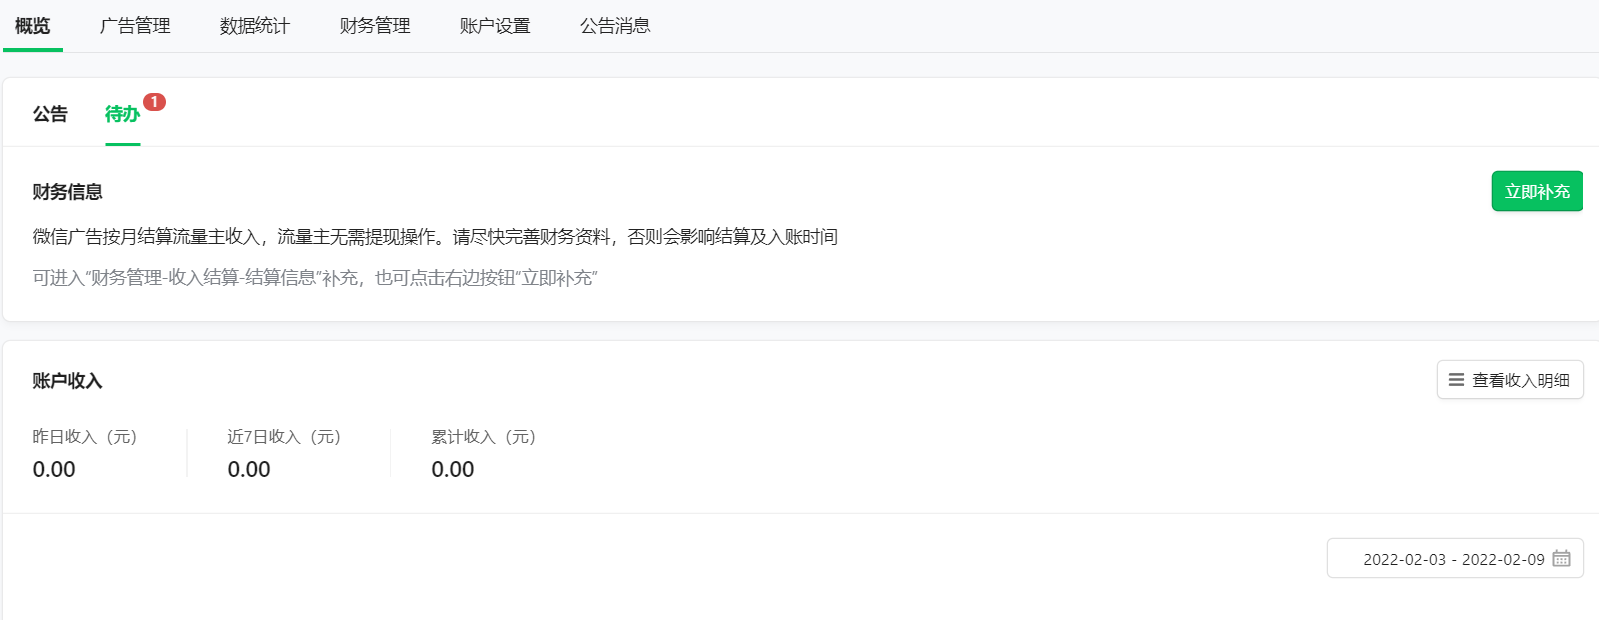 概览 广告管理 数据统计 财务管理 账户设置 公告消息
公告 待办 1
财务信息
立即补充
微信广告按月结算流量主收入，流量主无需提现操作。请尽快完善财务资料，否则会影响结算及入账时间
可进入“财务管理-收入结算-结算信息”补充，也可点击右边按钮“立即补充”
账户收入
查看收入明细
昨日收入（元） 近7日收入（元） 累计收入（元）
0.00 0.00 0.00
2022-02-03 - 2022-02-09